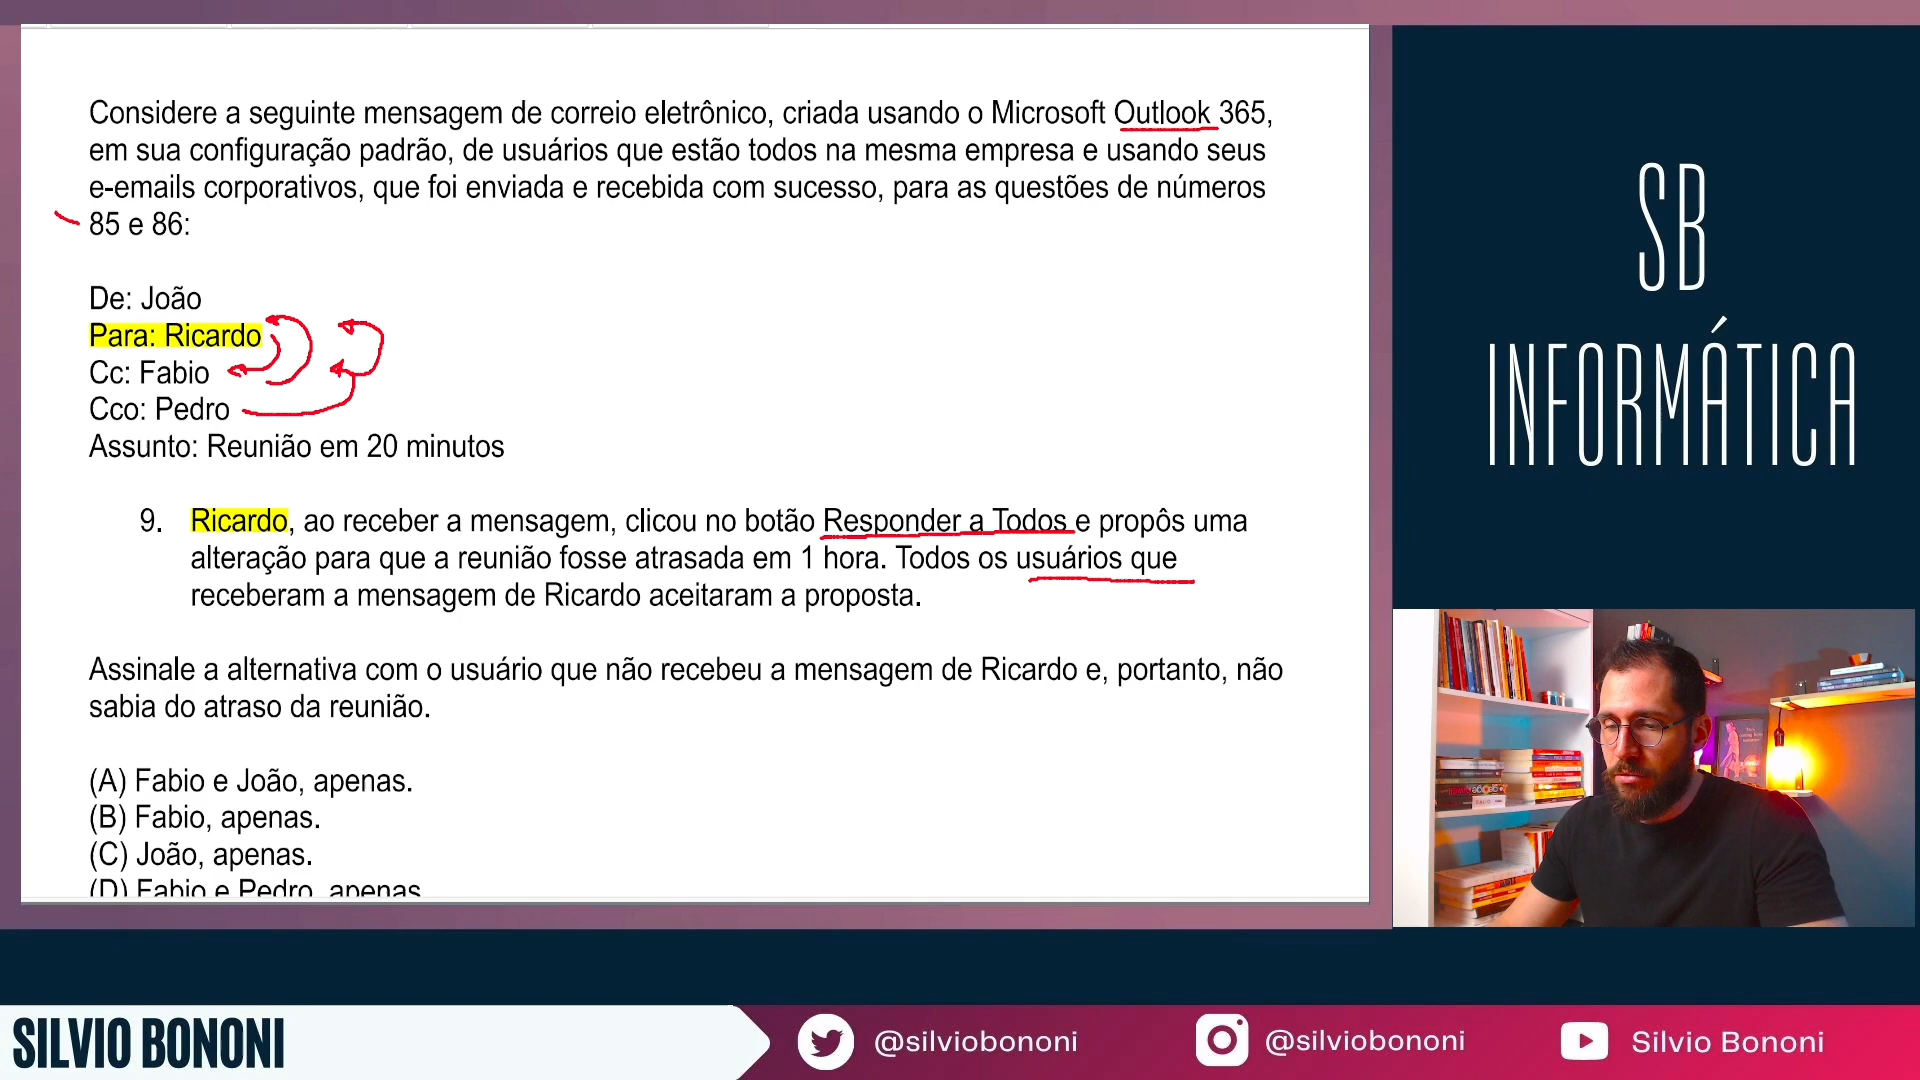 Considere a seguinte mensagem de correio eletrônico, criada usando o Microsoft Outlook 365,
em sua configuração padrão, de usuários que estão todos na mesma empresa e usando seus
e-emails corporativos, que foi enviada e recebida com sucesso, para as questões de números
85 e 86:
De: João
Para: Ricardo
Cc: Fabio
Cco: Pedro
Assunto: Reunião em 20 minutos
9. Ricardo, ao receber a mensagem, clicou no botão Responder a Todos e propôs uma
alteração para que a reunião fosse atrasada em 1 hora. Todos os usuários que
receberam a mensagem de Ricardo aceitaram a proposta.
Assinale a alternativa com o usuário que não recebeu a mensagem de Ricardo e, portanto, não
sabia do atraso da reunião.
(A) Fabio e João, apenas.
(B) Fabio, apenas.
(C) João, apenas.
(D) Fabio e Pedro, apenas
SB
INFORMÁTICA
SILVIO BONONI
@silviobononi
@silviobononi
Silvio Bononi